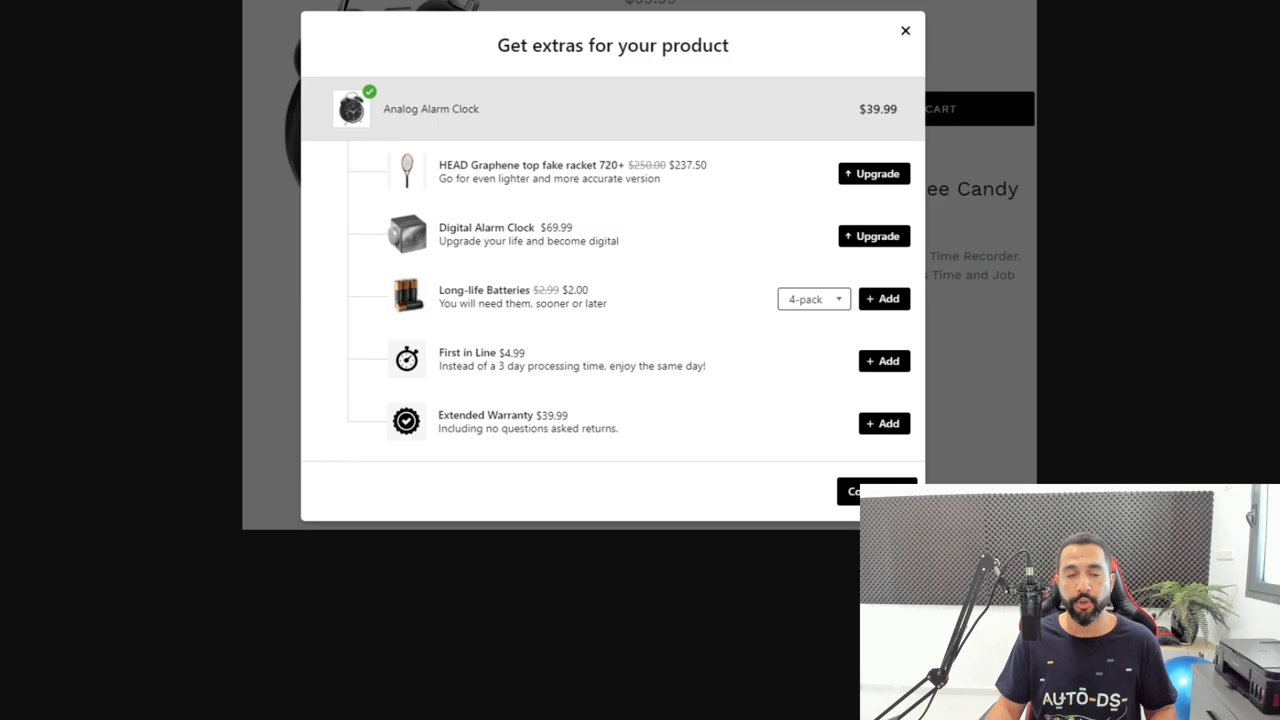 $39.99
Get extras for your product
Analog Alarm Clock
$39.99
CART
HEAD Graphene top fake racket 720+ $250.00 $237.50
Go for even lighter and more accurate version
↑ Upgrade
ee Candy
Digital Alarm Clock $69.99
Upgrade your life and become digital
↑ Upgrade
Time Recorder.
s Time and Job
Long-life Batteries $2.99 $2.00
You will need them, sooner or later
4-pack
+ Add
First in Line $4.99
Instead of a 3 day processing time, enjoy the same day!
+ Add
Extended Warranty $39.99
Including no questions asked returns.
+ Add
Co
AUTO-DS